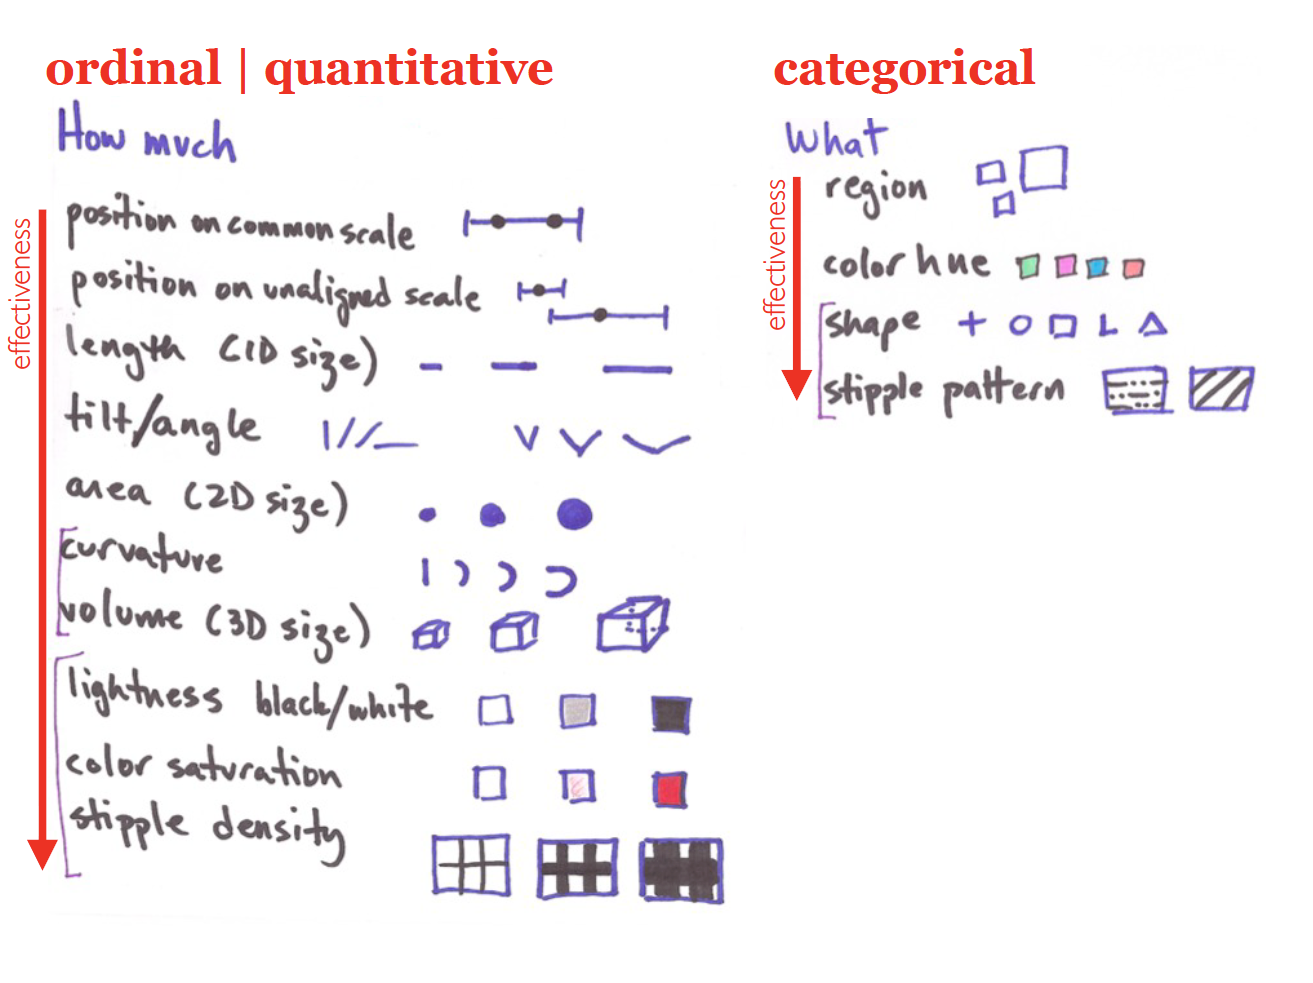 ordinal | quantitative
How much
effectiveness
position on common scale
position on unaligned scale
length (1D size)
tilt/angle
area (2D size)
curvature
volume (3D size)
lightness black/white
color saturation
stipple density
categorical
What
effectiveness
region
color hue
shape
stipple pattern